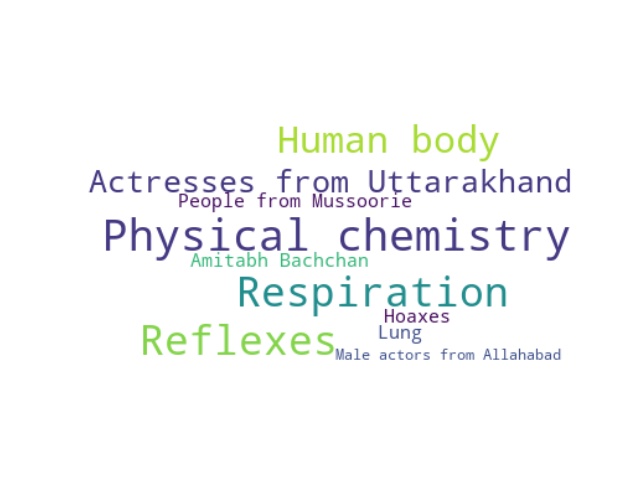 Human body
Actresses from Uttarakhand
People from Mussoorie
Physical chemistry
Amitabh Bachchan
Respiration
Hoaxes
Lung
Reflexes
Male actors from Allahabad